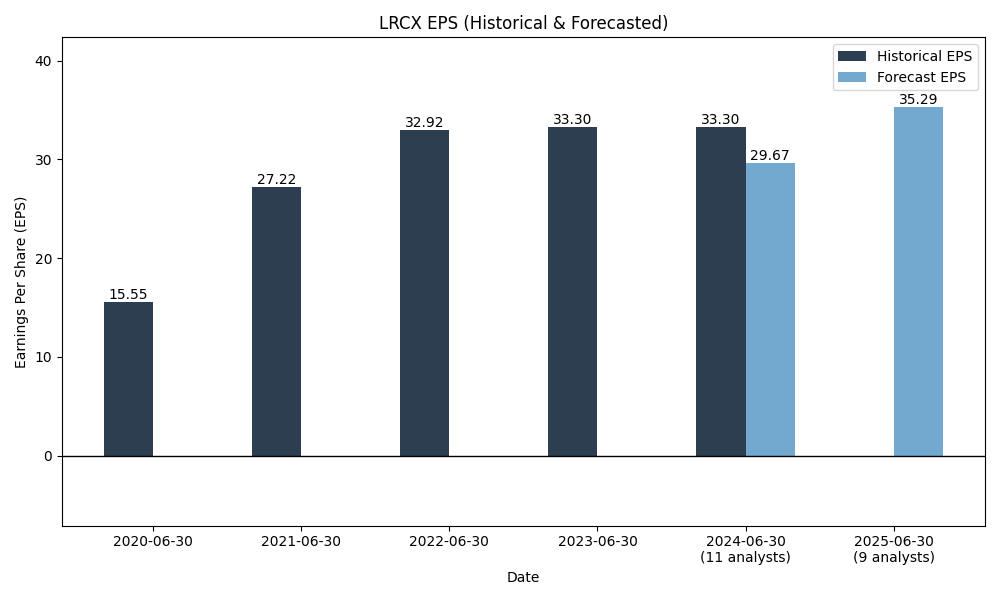 LRCX EPS (Historical & Forecasted)
Historical EPS
Forecast EPS
Earnings Per Share (EPS)
40
30
20
10
0
15.55
27.22
32.92
33.30
33.30
29.67
35.29
2020-06-30
2021-06-30
2022-06-30
2023-06-30
2024-06-30
(11 analysts)
2025-06-30
(9 analysts)
Date